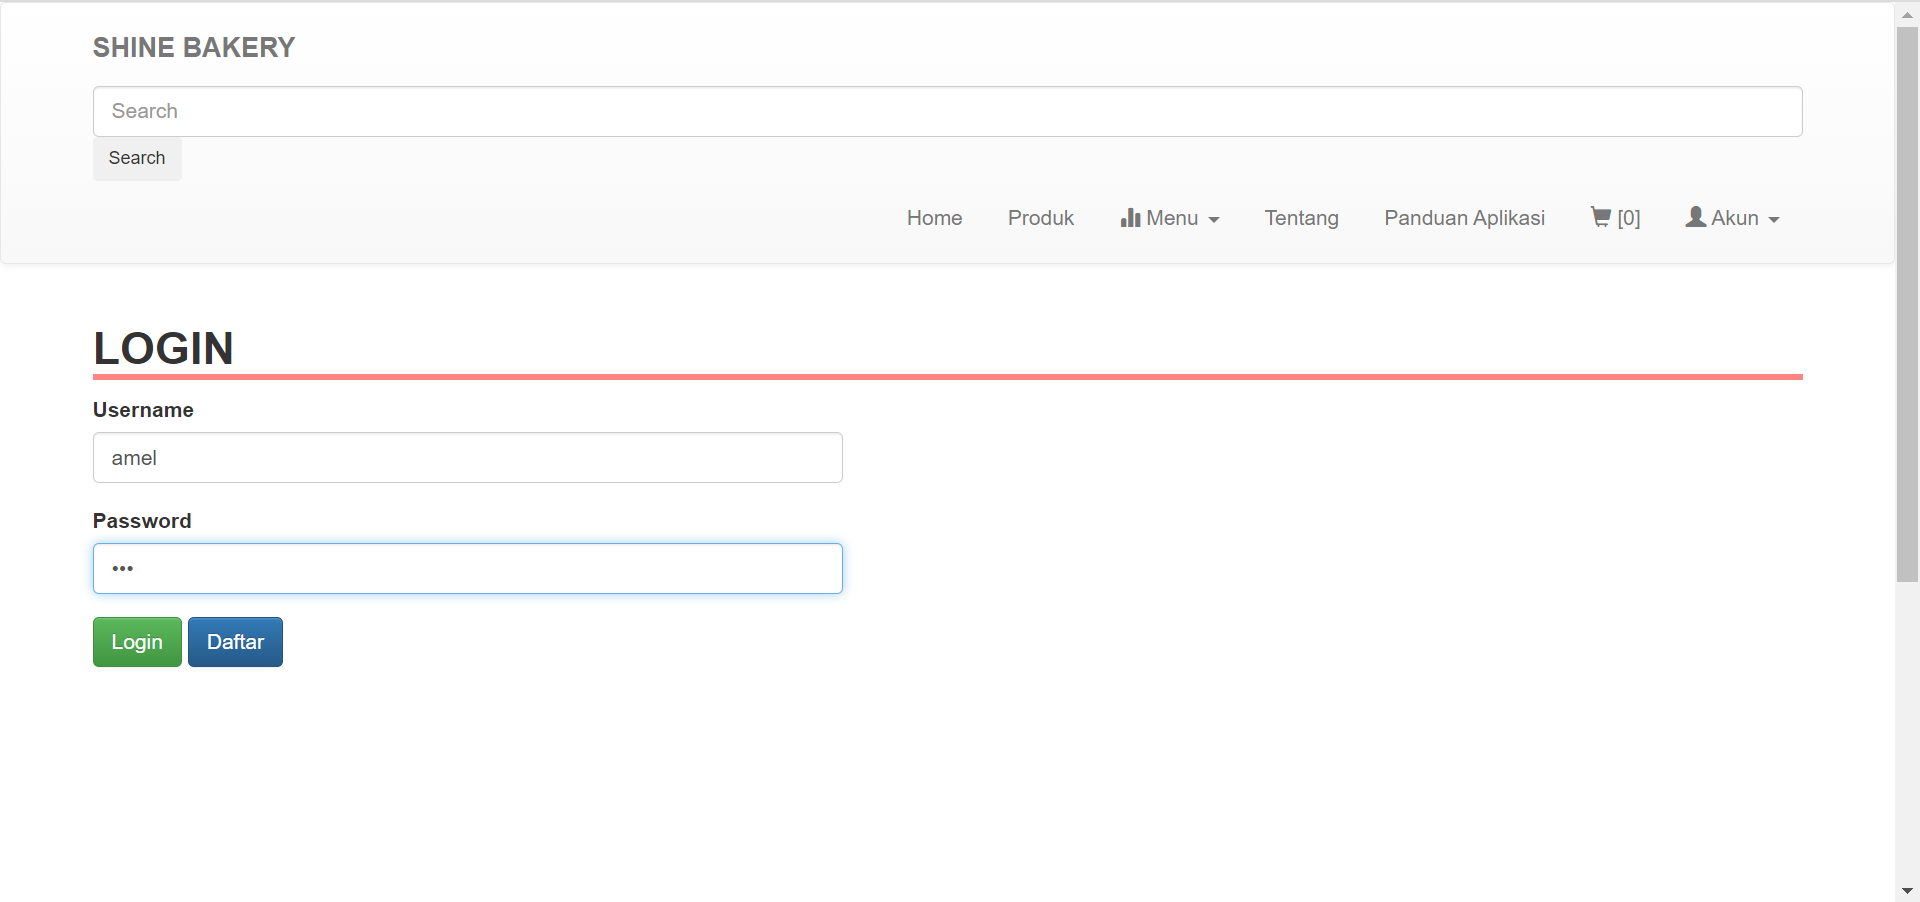 SHINE BAKERY
Search
Search
Home Produk Menu Tentang Panduan Aplikasi [0] Akun
LOGIN
Username
amel
Password
•••
Login Daftar